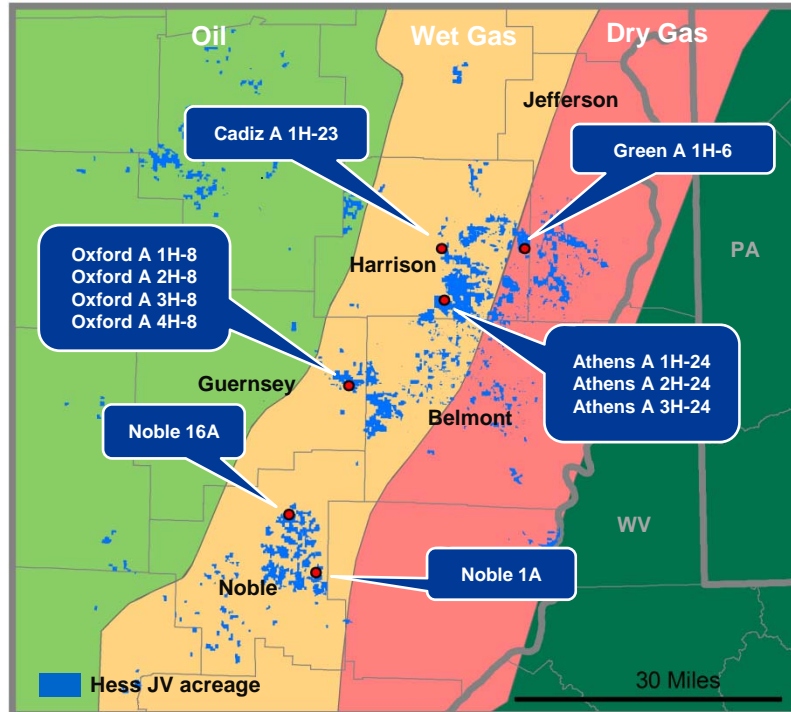 Oil
Wet Gas
Dry Gas
Jefferson
Cadiz A 1H-23
Green A 1H-6
PA
Oxford A 1H-8
Oxford A 2H-8
Oxford A 3H-8
Oxford A 4H-8
Harrison
Athens A 1H-24
Athens A 2H-24
Athens A 3H-24
Guernsey
Belmont
Noble 16A
WV
Noble 1A
Noble
Hess JV acreage
30 Miles